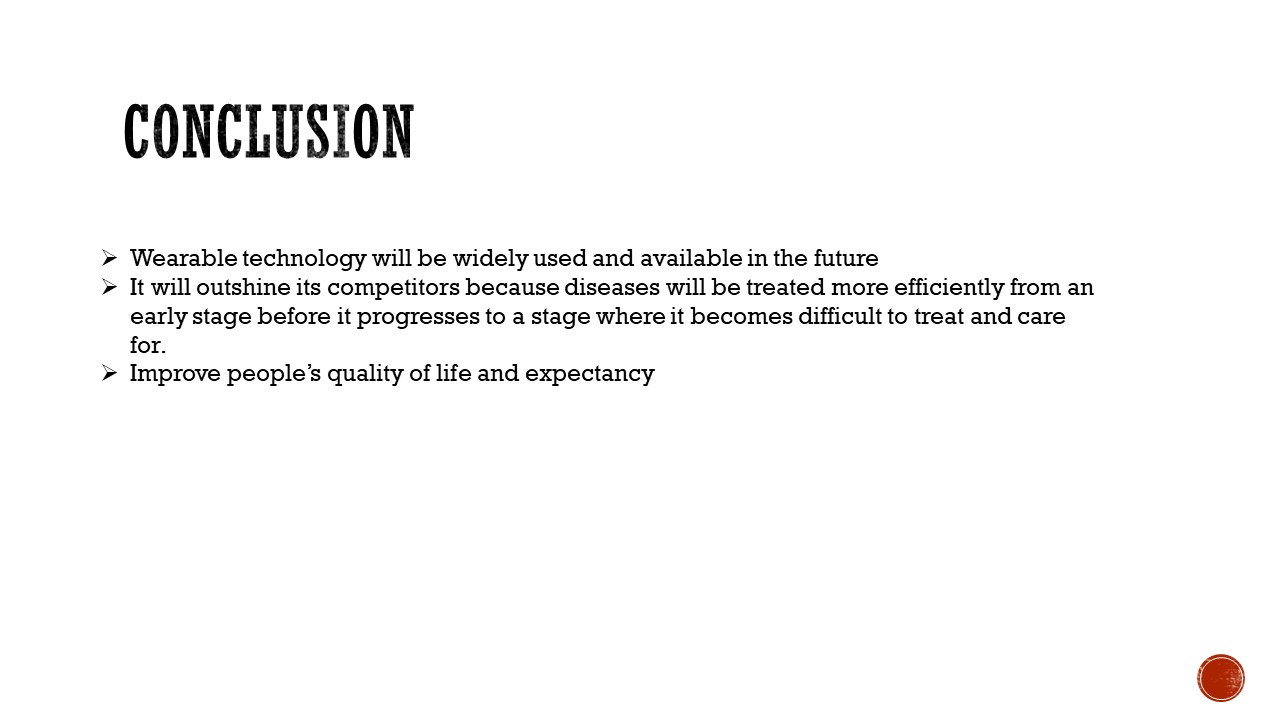 CONCLUSION
➢ Wearable technology will be widely used and available in the future
➢ It will outshine its competitors because diseases will be treated more efficiently from an
early stage before it progresses to a stage where it becomes difficult to treat and care
for.
➢ Improve people’s quality of life and expectancy